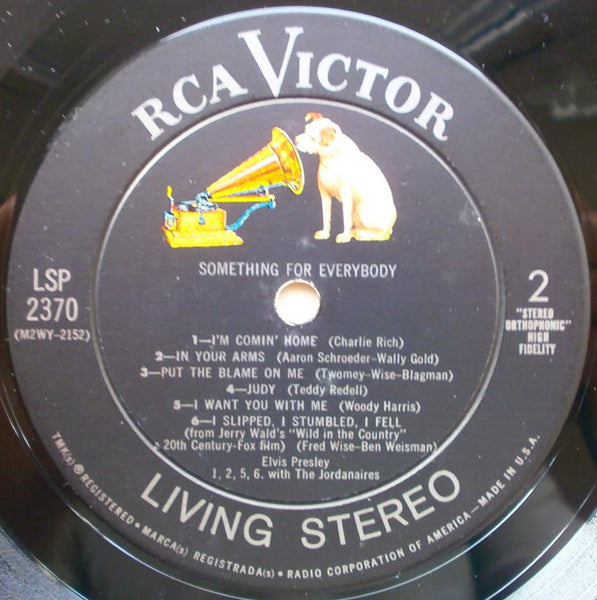 RCA VICTOR
SOMETHING FOR EVERYBODY
LSP
2370
(M2WY-2152)
2
"STEREO
ORTHOPHONIC"
HIGH
FIDELITY
1—I'M COMIN' HOME (Charlie Rich)
2—IN YOUR ARMS (Aaron Schroeder-Wally Gold)
3—PUT THE BLAME ON ME (Twomey-Wise-Blagman)
4—JUDY (Teddy Redell)
5—I WANT YOU WITH ME (Woody Harris)
6—I SLIPPED, I STUMBLED, I FELL
(from Jerry Wald's "Wild in the Country"
a 20th Century-Fox film) (Fred Wise-Ben Weisman)
Elvis Presley
1, 2, 5, 6, with The Jordanaires
LIVING STEREO
TMK(s) ® REGISTERED • MARCA(s) REGISTRADA(s) • RADIO CORPORATION OF AMERICA—MADE IN U.S.A.